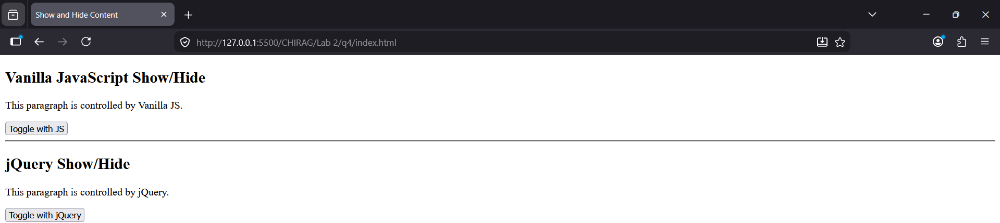 Show and Hide Content
http://127.0.0.1:5500/CHIRAG/Lab 2/q4/index.html
Vanilla JavaScript Show/Hide
This paragraph is controlled by Vanilla JS.
Toggle with JS
jQuery Show/Hide
This paragraph is controlled by jQuery.
Toggle with jQuery